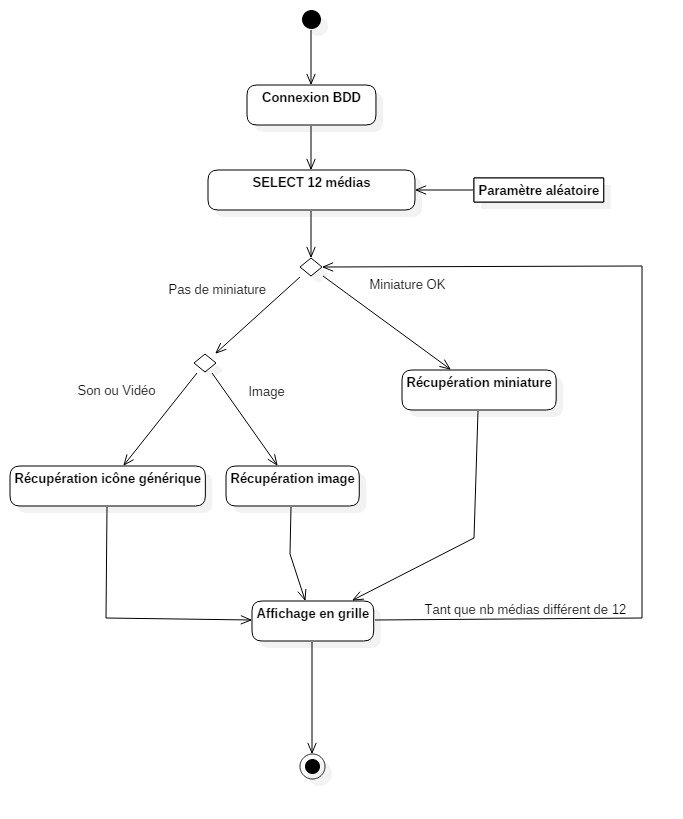 Connexion BDD
SELECT 12 médias
Paramètre aléatoire
Pas de miniature
Miniature OK
Récupération miniature
Son ou Vidéo
Image
Récupération icône générique
Récupération image
Affichage en grille
Tant que nb médias différent de 12